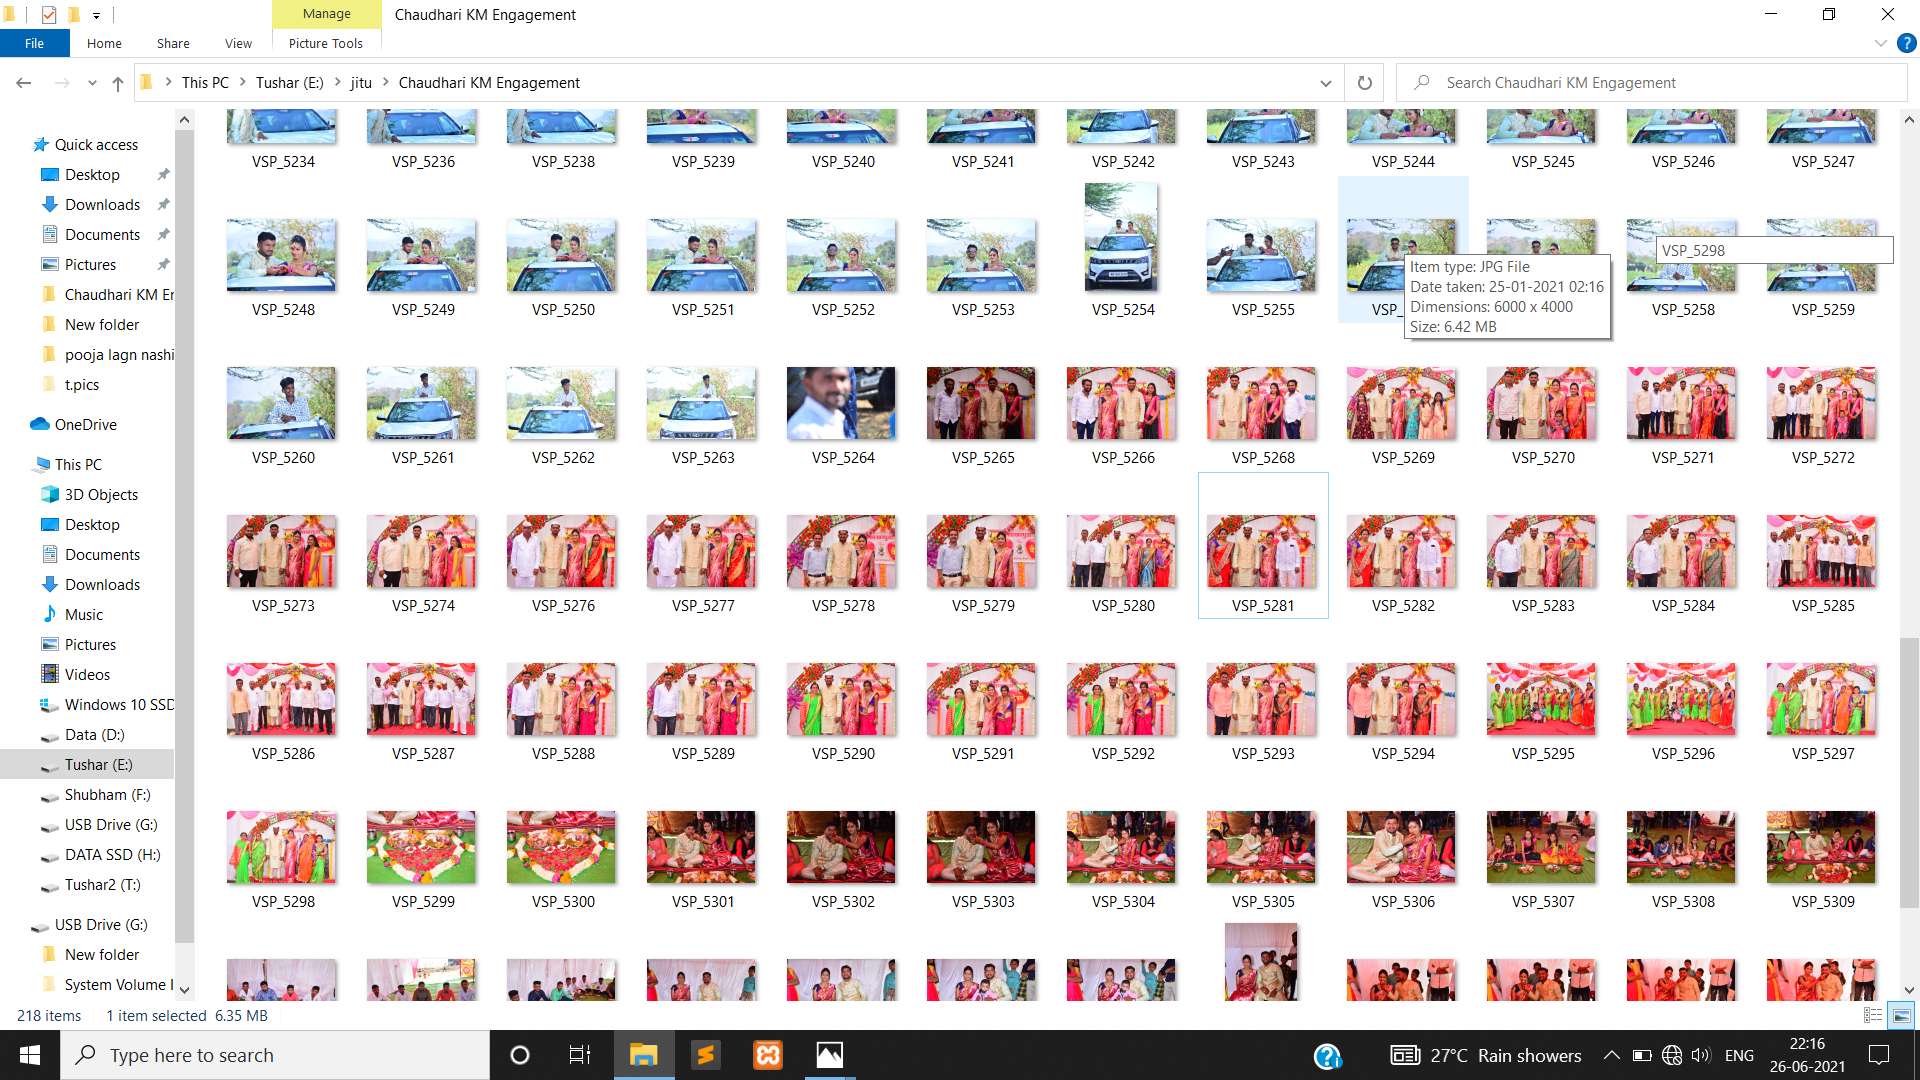 Manage
Chaudhari KM Engagement
File
Home
Share
View
Picture Tools
This PC
Tushar (E:)
jitu
Chaudhari KM Engagement
Search Chaudhari KM Engagement
Quick access
Desktop
Downloads
Documents
Pictures
Chaudhari KM Er
New folder
pooja lagn nashi
t.pics
OneDrive
This PC
3D Objects
Desktop
Documents
Downloads
Music
Pictures
Videos
Windows 10 SSD
Data (D:)
Tushar (E:)
Shubham (F:)
USB Drive (G:)
DATA SSD (H:)
Tushar2 (T:)
USB Drive (G:)
New folder
System Volume I
VSP_5234 VSP_5236 VSP_5238 VSP_5239 VSP_5240 VSP_5241 VSP_5242 VSP_5243 VSP_5244 VSP_5245 VSP_5246 VSP_5247
VSP_5298
Item type: JPG File
Date taken: 25-01-2021 02:16
Dimensions: 6000 x 4000
Size: 6.42 MB
VSP_5248 VSP_5249 VSP_5250 VSP_5251 VSP_5252 VSP_5253 VSP_5254 VSP_5255 VSP_ VSP_5258 VSP_5259
VSP_5260 VSP_5261 VSP_5262 VSP_5263 VSP_5264 VSP_5265 VSP_5266 VSP_5268 VSP_5269 VSP_5270 VSP_5271 VSP_5272
VSP_5273 VSP_5274 VSP_5276 VSP_5277 VSP_5278 VSP_5279 VSP_5280 VSP_5281 VSP_5282 VSP_5283 VSP_5284 VSP_5285
VSP_5286 VSP_5287 VSP_5288 VSP_5289 VSP_5290 VSP_5291 VSP_5292 VSP_5293 VSP_5294 VSP_5295 VSP_5296 VSP_5297
VSP_5298 VSP_5299 VSP_5300 VSP_5301 VSP_5302 VSP_5303 VSP_5304 VSP_5305 VSP_5306 VSP_5307 VSP_5308 VSP_5309
218 items 1 item selected 6.35 MB
Type here to search
27°C Rain showers
ENG
22:16
26-06-2021